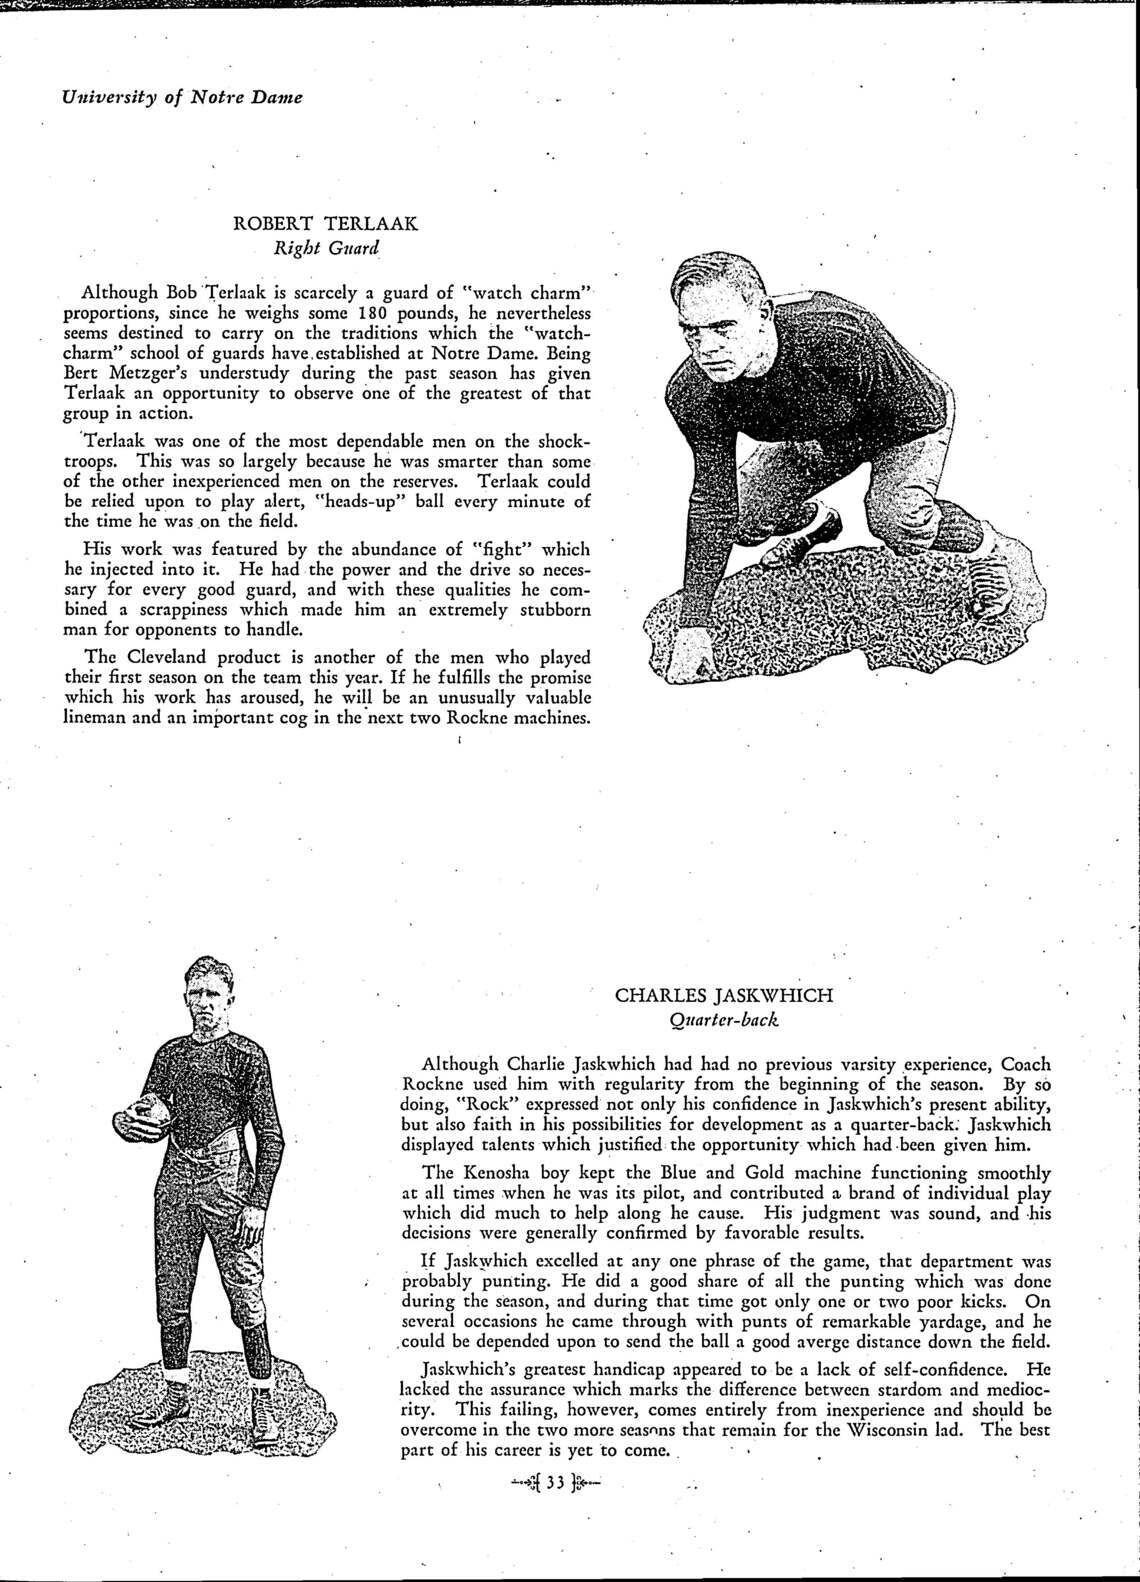 University of Notre Dame
ROBERT TERLAAK
Right Guard
Although Bob Terlaak is scarcely a guard of "watch charm"
proportions, since he weighs some 180 pounds, he nevertheless
seems destined to carry on the traditions which the "watch-
charm" school of guards have established at Notre Dame. Being
Bert Metzger's understudy during the past season has given
Terlaak an opportunity to observe one of the greatest of that
group in action.
Terlaak was one of the most dependable men on the shock-
troops. This was so largely because he was smarter than some
of the other inexperienced men on the reserves. Terlaak could
be relied upon to play alert, "heads-up" ball every minute of
the time he was on the field.
His work was featured by the abundance of "fight" which
he injected into it. He had the power and the drive so neces-
sary for every good guard, and with these qualities he com-
bined a scrappiness which made him an extremely stubborn
man for opponents to handle.
The Cleveland product is another of the men who played
their first season on the team this year. If he fulfills the promise
which his work has aroused, he will be an unusually valuable
lineman and an important cog in the next two Rockne machines.
CHARLES JASKWHICH
Quarter-back
Although Charlie Jaskwhich had had no previous varsity experience, Coach
Rockne used him with regularity from the beginning of the season. By so
doing, "Rock" expressed not only his confidence in Jaskwhich's present ability,
but also faith in his possibilities for development as a quarter-back. Jaskwhich
displayed talents which justified the opportunity which had been given him.
The Kenosha boy kept the Blue and Gold machine functioning smoothly
at all times when he was its pilot, and contributed a brand of individual play
which did much to help along he cause. His judgment was sound, and his
decisions were generally confirmed by favorable results.
If Jaskwhich excelled at any one phrase of the game, that department was
probably punting. He did a good share of all the punting which was done
during the season, and during that time got only one or two poor kicks. On
several occasions he came through with punts of remarkable yardage, and he
could be depended upon to send the ball a good averge distance down the field.
Jaskwhich's greatest handicap appeared to be a lack of self-confidence. He
lacked the assurance which marks the difference between stardom and medioc-
rity. This failing, however, comes entirely from inexperience and should be
overcome in the two more seasons that remain for the Wisconsin lad. The best
part of his career is yet to come.
33